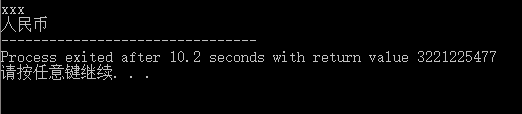 xxx
人民币
--------------------------------
Process exited after 10.2 seconds with return value 3221225477
请按任意键继续. . .